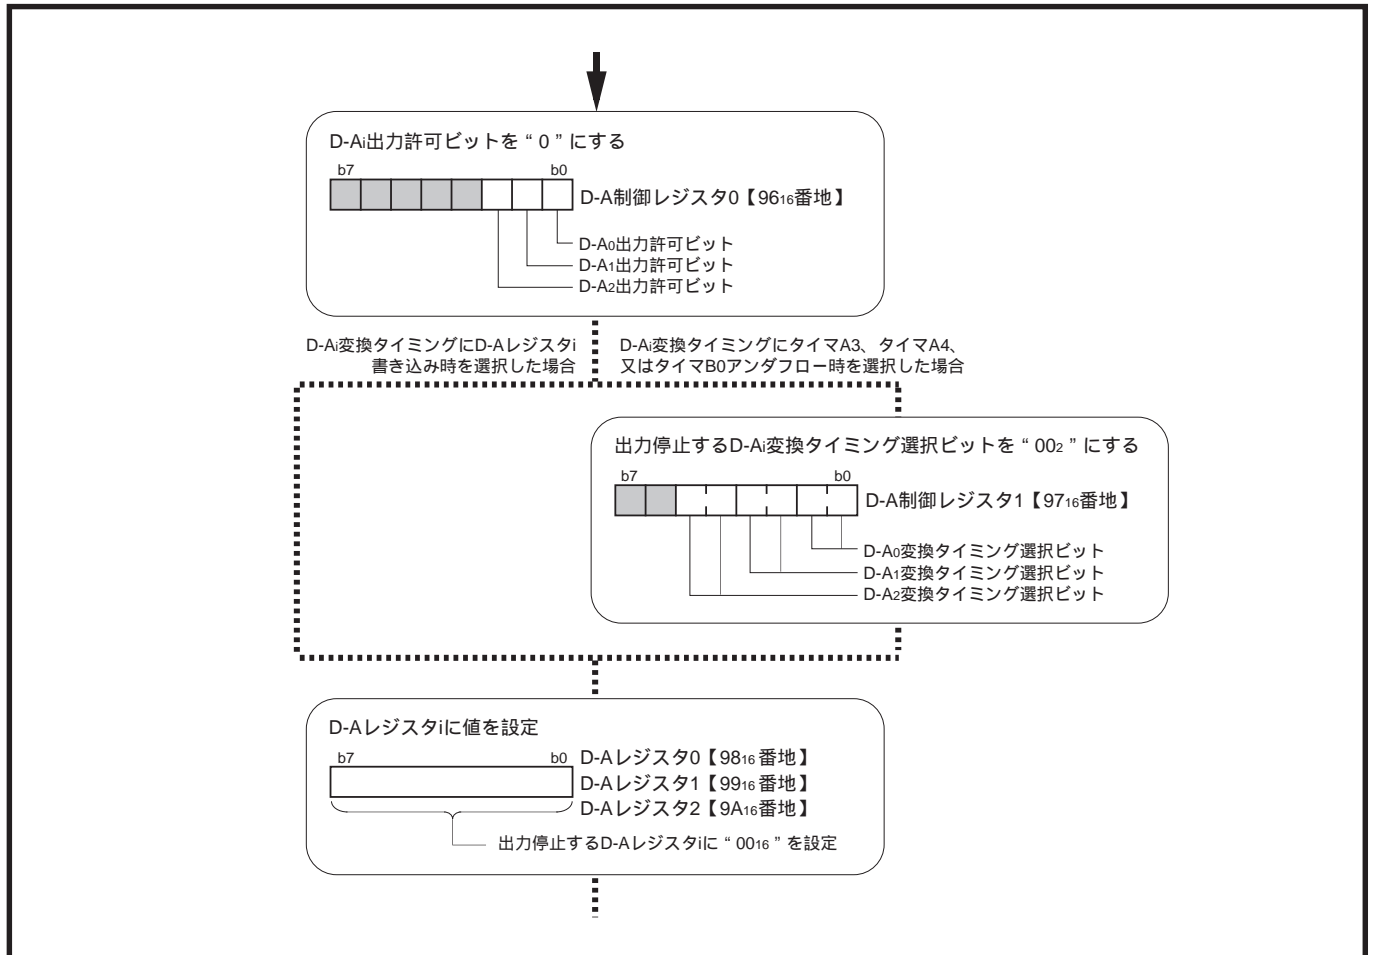 D-Ai出力許可ビットを“0”にする
b7 b0
D-A制御レジスタ0【9616番地】
D-A0出力許可ビット
D-A1出力許可ビット
D-A2出力許可ビット
D-Ai変換タイミングにD-Aレジスタi
書き込み時を選択した場合
D-Ai変換タイミングにタイマA3、タイマA4、
又はタイマB0アンダフロー時を選択した場合
出力停止するD-Ai変換タイミング選択ビットを“002”にする
b7 b0
D-A制御レジスタ1【9716番地】
D-A0変換タイミング選択ビット
D-A1変換タイミング選択ビット
D-A2変換タイミング選択ビット
D-Aレジスタiに値を設定
b7 b0
D-Aレジスタ0【9816番地】
D-Aレジスタ1【9916番地】
D-Aレジスタ2【9A16番地】
出力停止するD-Aレジスタiに“0016”を設定